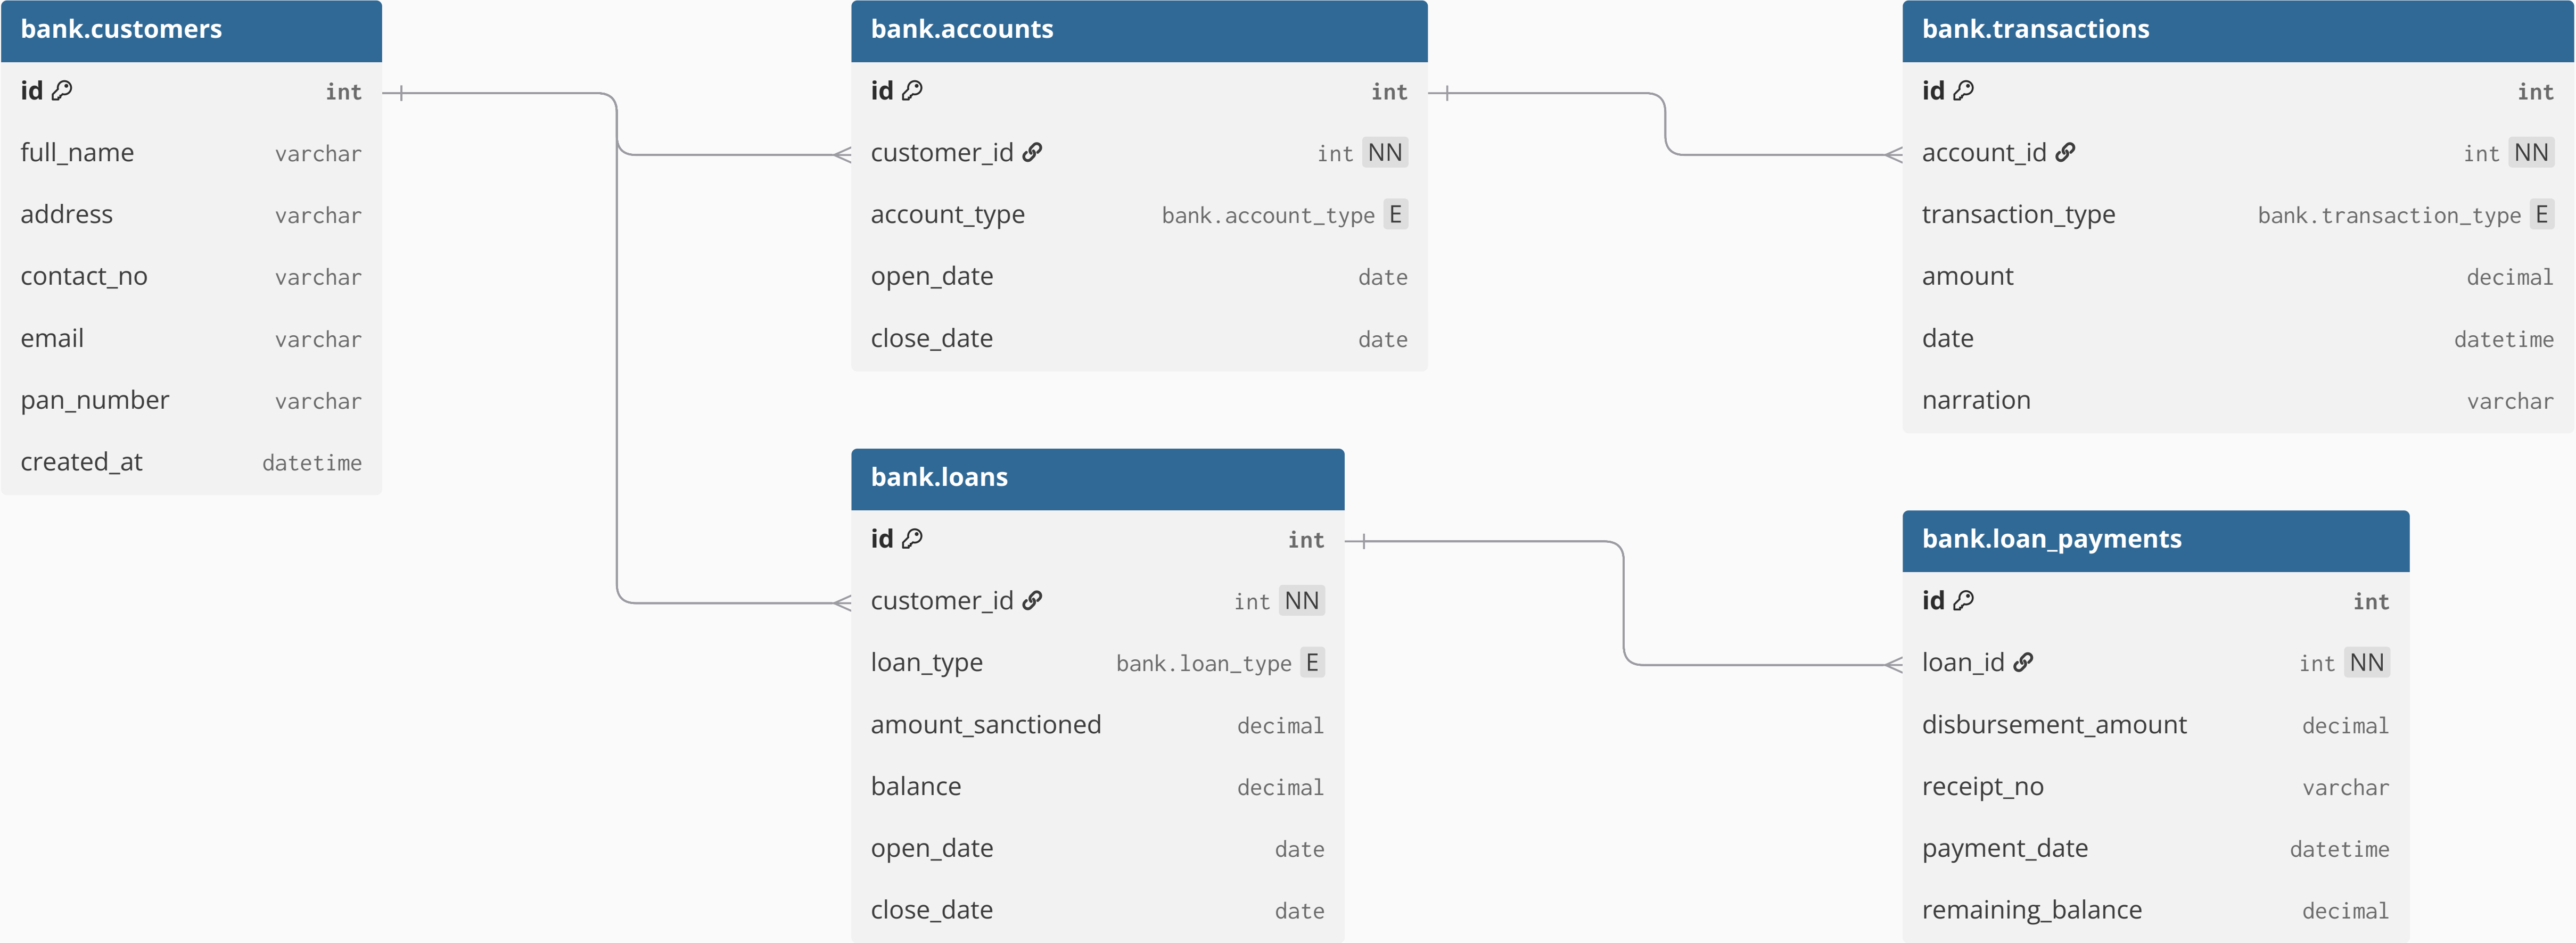 bank.customers
id int
full_name varchar
address varchar
contact_no varchar
email varchar
pan_number varchar
created_at datetime
bank.accounts
id int
customer_id int NN
account_type bank.account_type E
open_date date
close_date date
bank.loans
id int
customer_id int NN
loan_type bank.loan_type E
amount_sanctioned decimal
balance decimal
open_date date
close_date date
bank.transactions
id int
account_id int NN
transaction_type bank.transaction_type E
amount decimal
date datetime
narration varchar
bank.loan_payments
id int
loan_id int NN
disbursement_amount decimal
receipt_no varchar
payment_date datetime
remaining_balance decimal